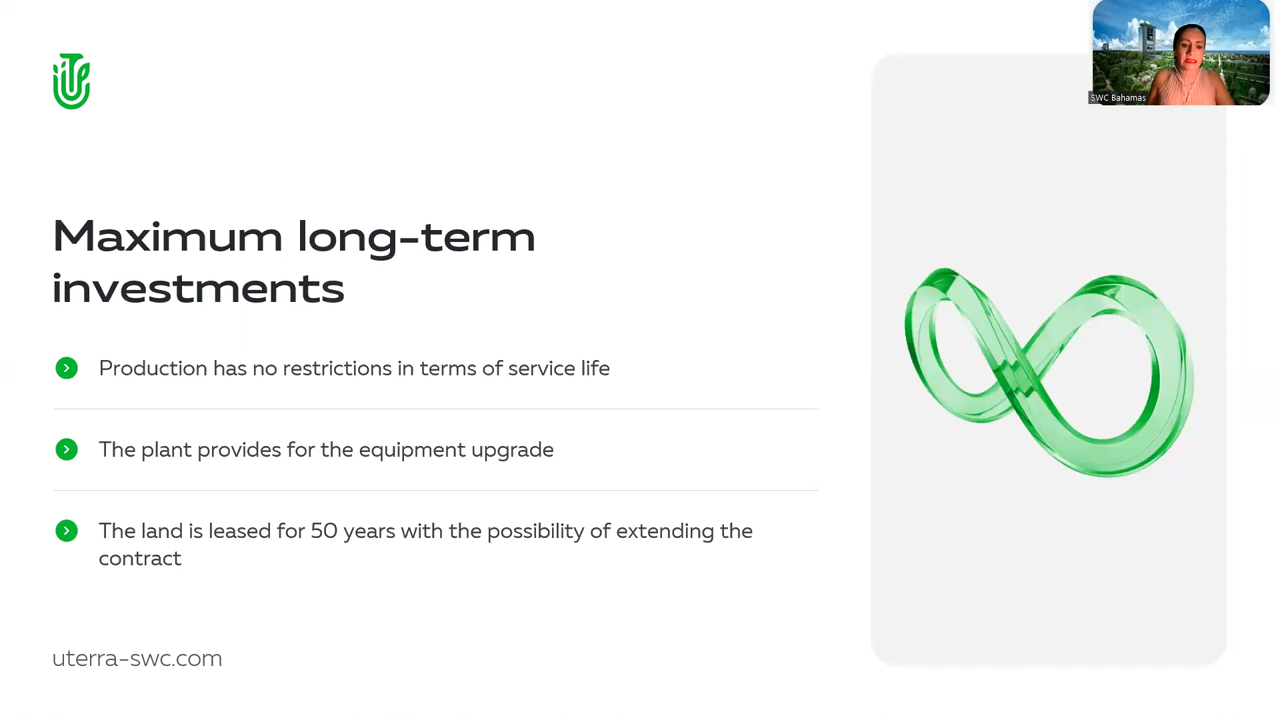 SWC Bahamas
Maximum long-term
investments
Production has no restrictions in terms of service life
The plant provides for the equipment upgrade
The land is leased for 50 years with the possibility of extending the
contract
uterra-swc.com